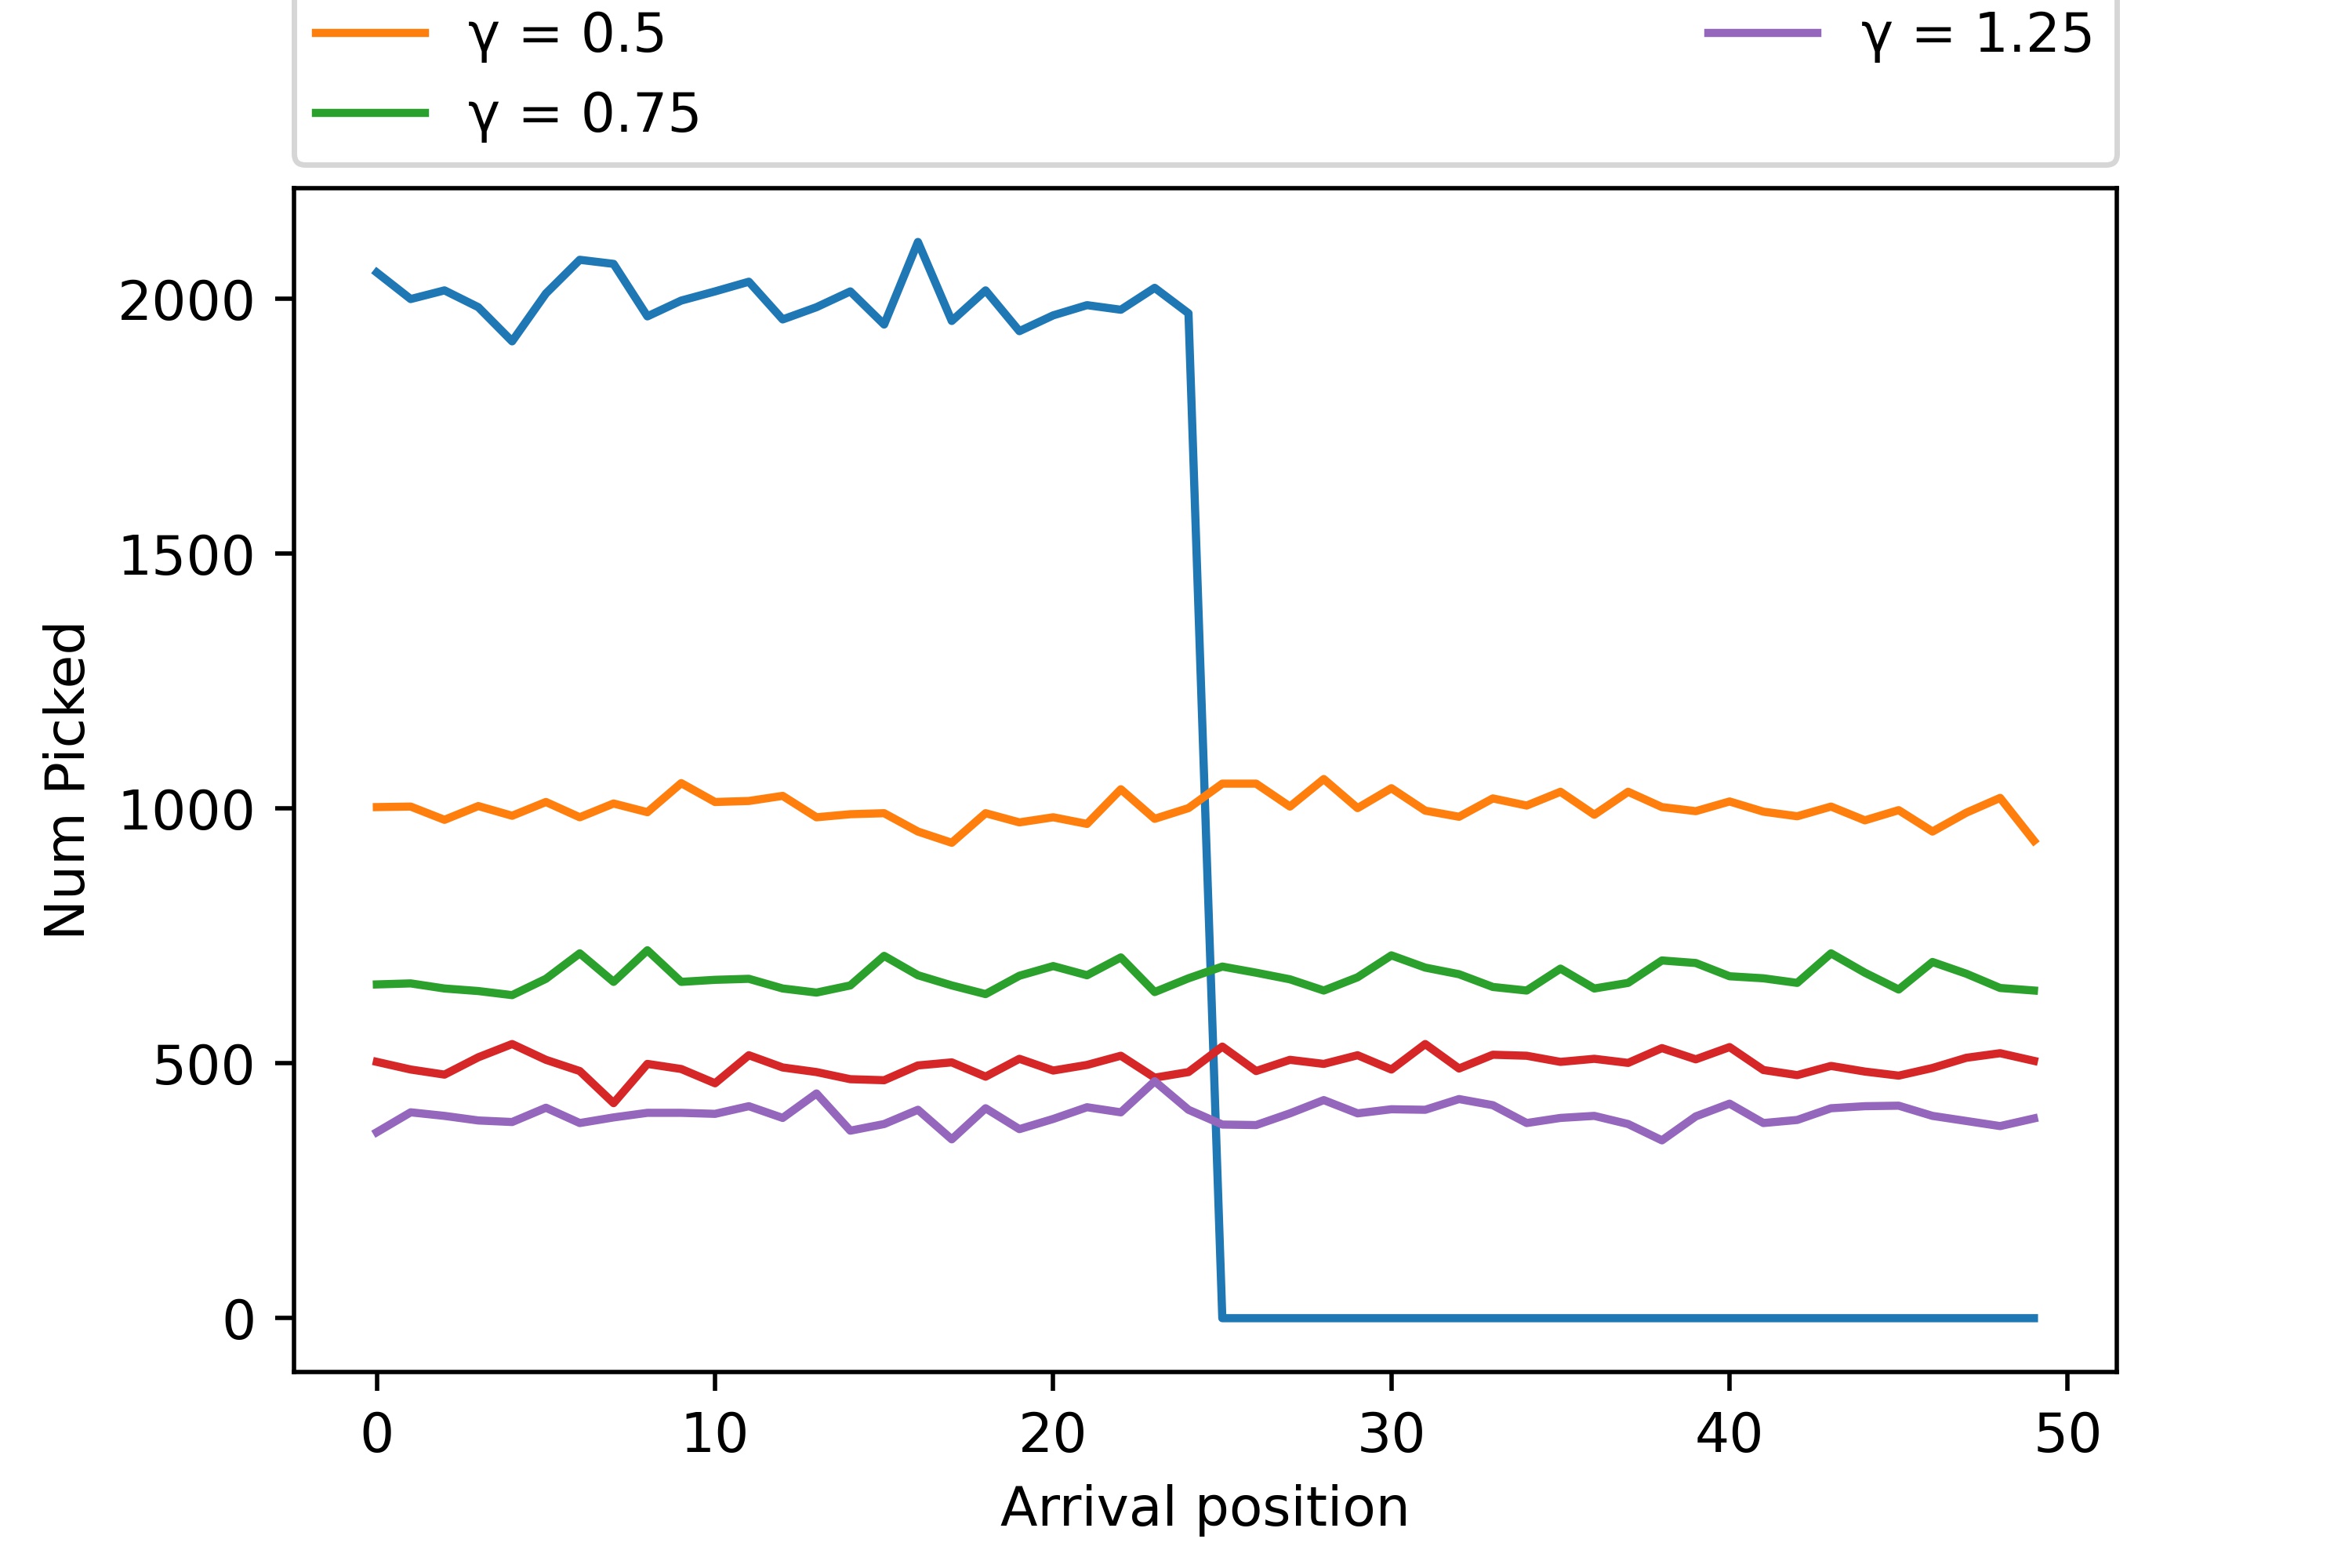 γ = 0.5
γ = 1.25
γ = 0.75
2000
1500
1000
500
0
Num Picked
0 10 20 30 40 50
Arrival position